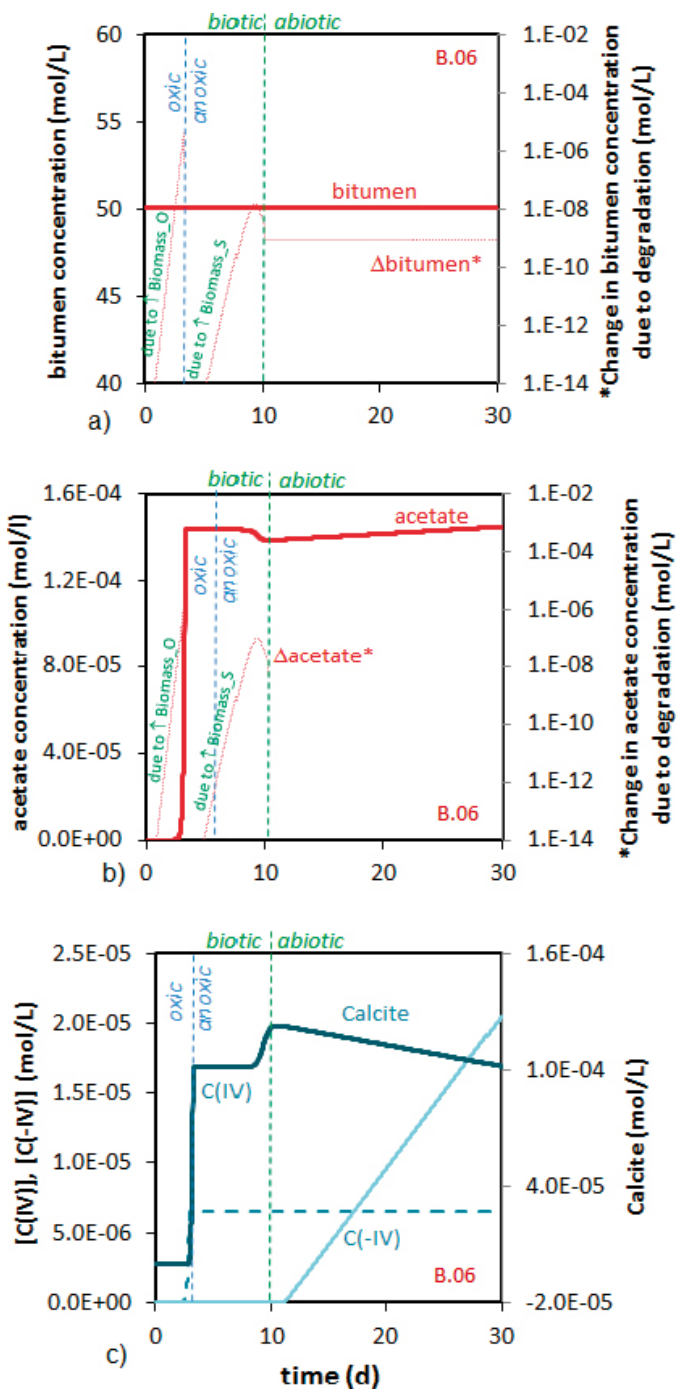 biotic abiotic
60 1.E-02
B.06
oxic
anoxic
55 1.E-04
1.E-06
bitumen
50 1.E-08
due to ↑ Biomass_O
due to ↑ Biomass_S
Δbitumen*
1.E-10
45
1.E-12
40 1.E-14
0 10 20 30
bitumen concentration (mol/L)
*Change in bitumen concentration
due to degradation (mol/L)
a)
biotic abiotic
1.6E-04 1.E-02
acetate
1.E-04
oxic
anoxic
1.2E-04
1.E-06
due to ↑ Biomass_O
due to ↑ Biomass_S
8.0E-05 Δacetate* 1.E-08
1.E-10
4.0E-05
1.E-12
B.06
0.0E+00 1.E-14
0 10 20 30
acetate concentration (mol/l)
*Change in acetate concentration
due to degradation (mol/L)
b)
biotic abiotic
2.5E-05 1.6E-04
oxic
anoxic
Calcite
2.0E-05
1.0E-04
C(IV)
1.5E-05
1.0E-05
4.0E-05
C(-IV)
5.0E-06
B.06
0.0E+00 -2.0E-05
0 10 20 30
[C(IV)], [C(-IV)] (mol/L)
Calcite (mol/L)
c)
time (d)